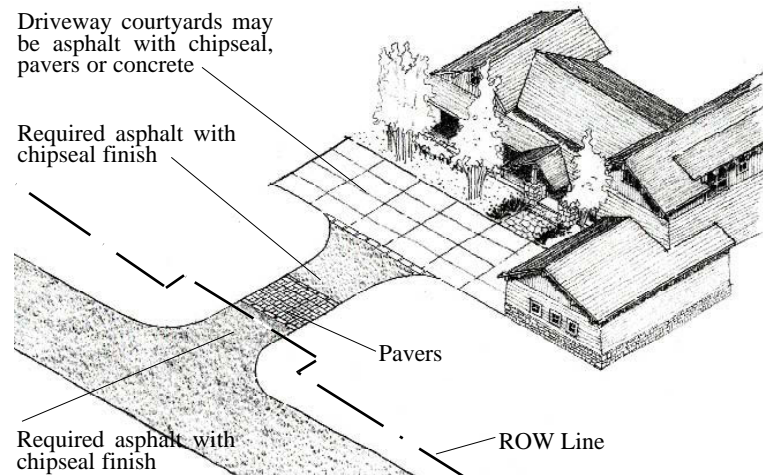 Driveway courtyards may
be asphalt with chipseal,
pavers or concrete
Required asphalt with
chipseal finish
Pavers
Required asphalt with
chipseal finish
ROW Line